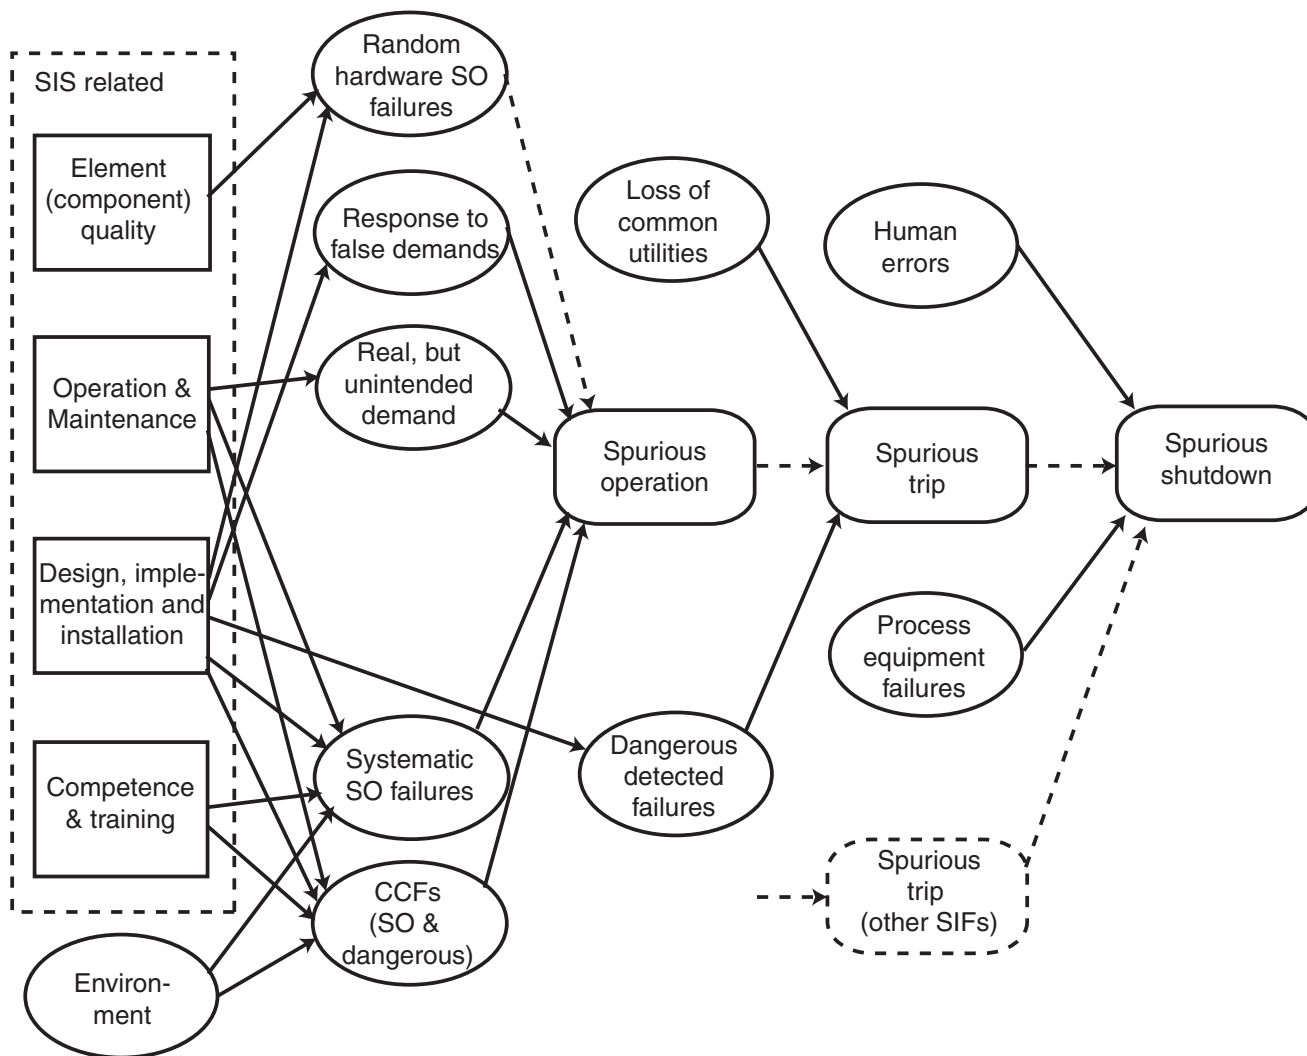 SIS related
Element
(component)
quality
Operation &
Maintenance
Design, imple-
mentation and
installation
Competence
& training
Environ-
ment
Random
hardware SO
failures
Response to
false demands
Real, but
unintended
demand
Systematic
SO failures
CCFs
(SO &
dangerous)
Loss of
common
utilities
Spurious
operation
Dangerous
detected
failures
Human
errors
Spurious
trip
Process
equipment
failures
Spurious
trip
(other SIFs)
Spurious
shutdown